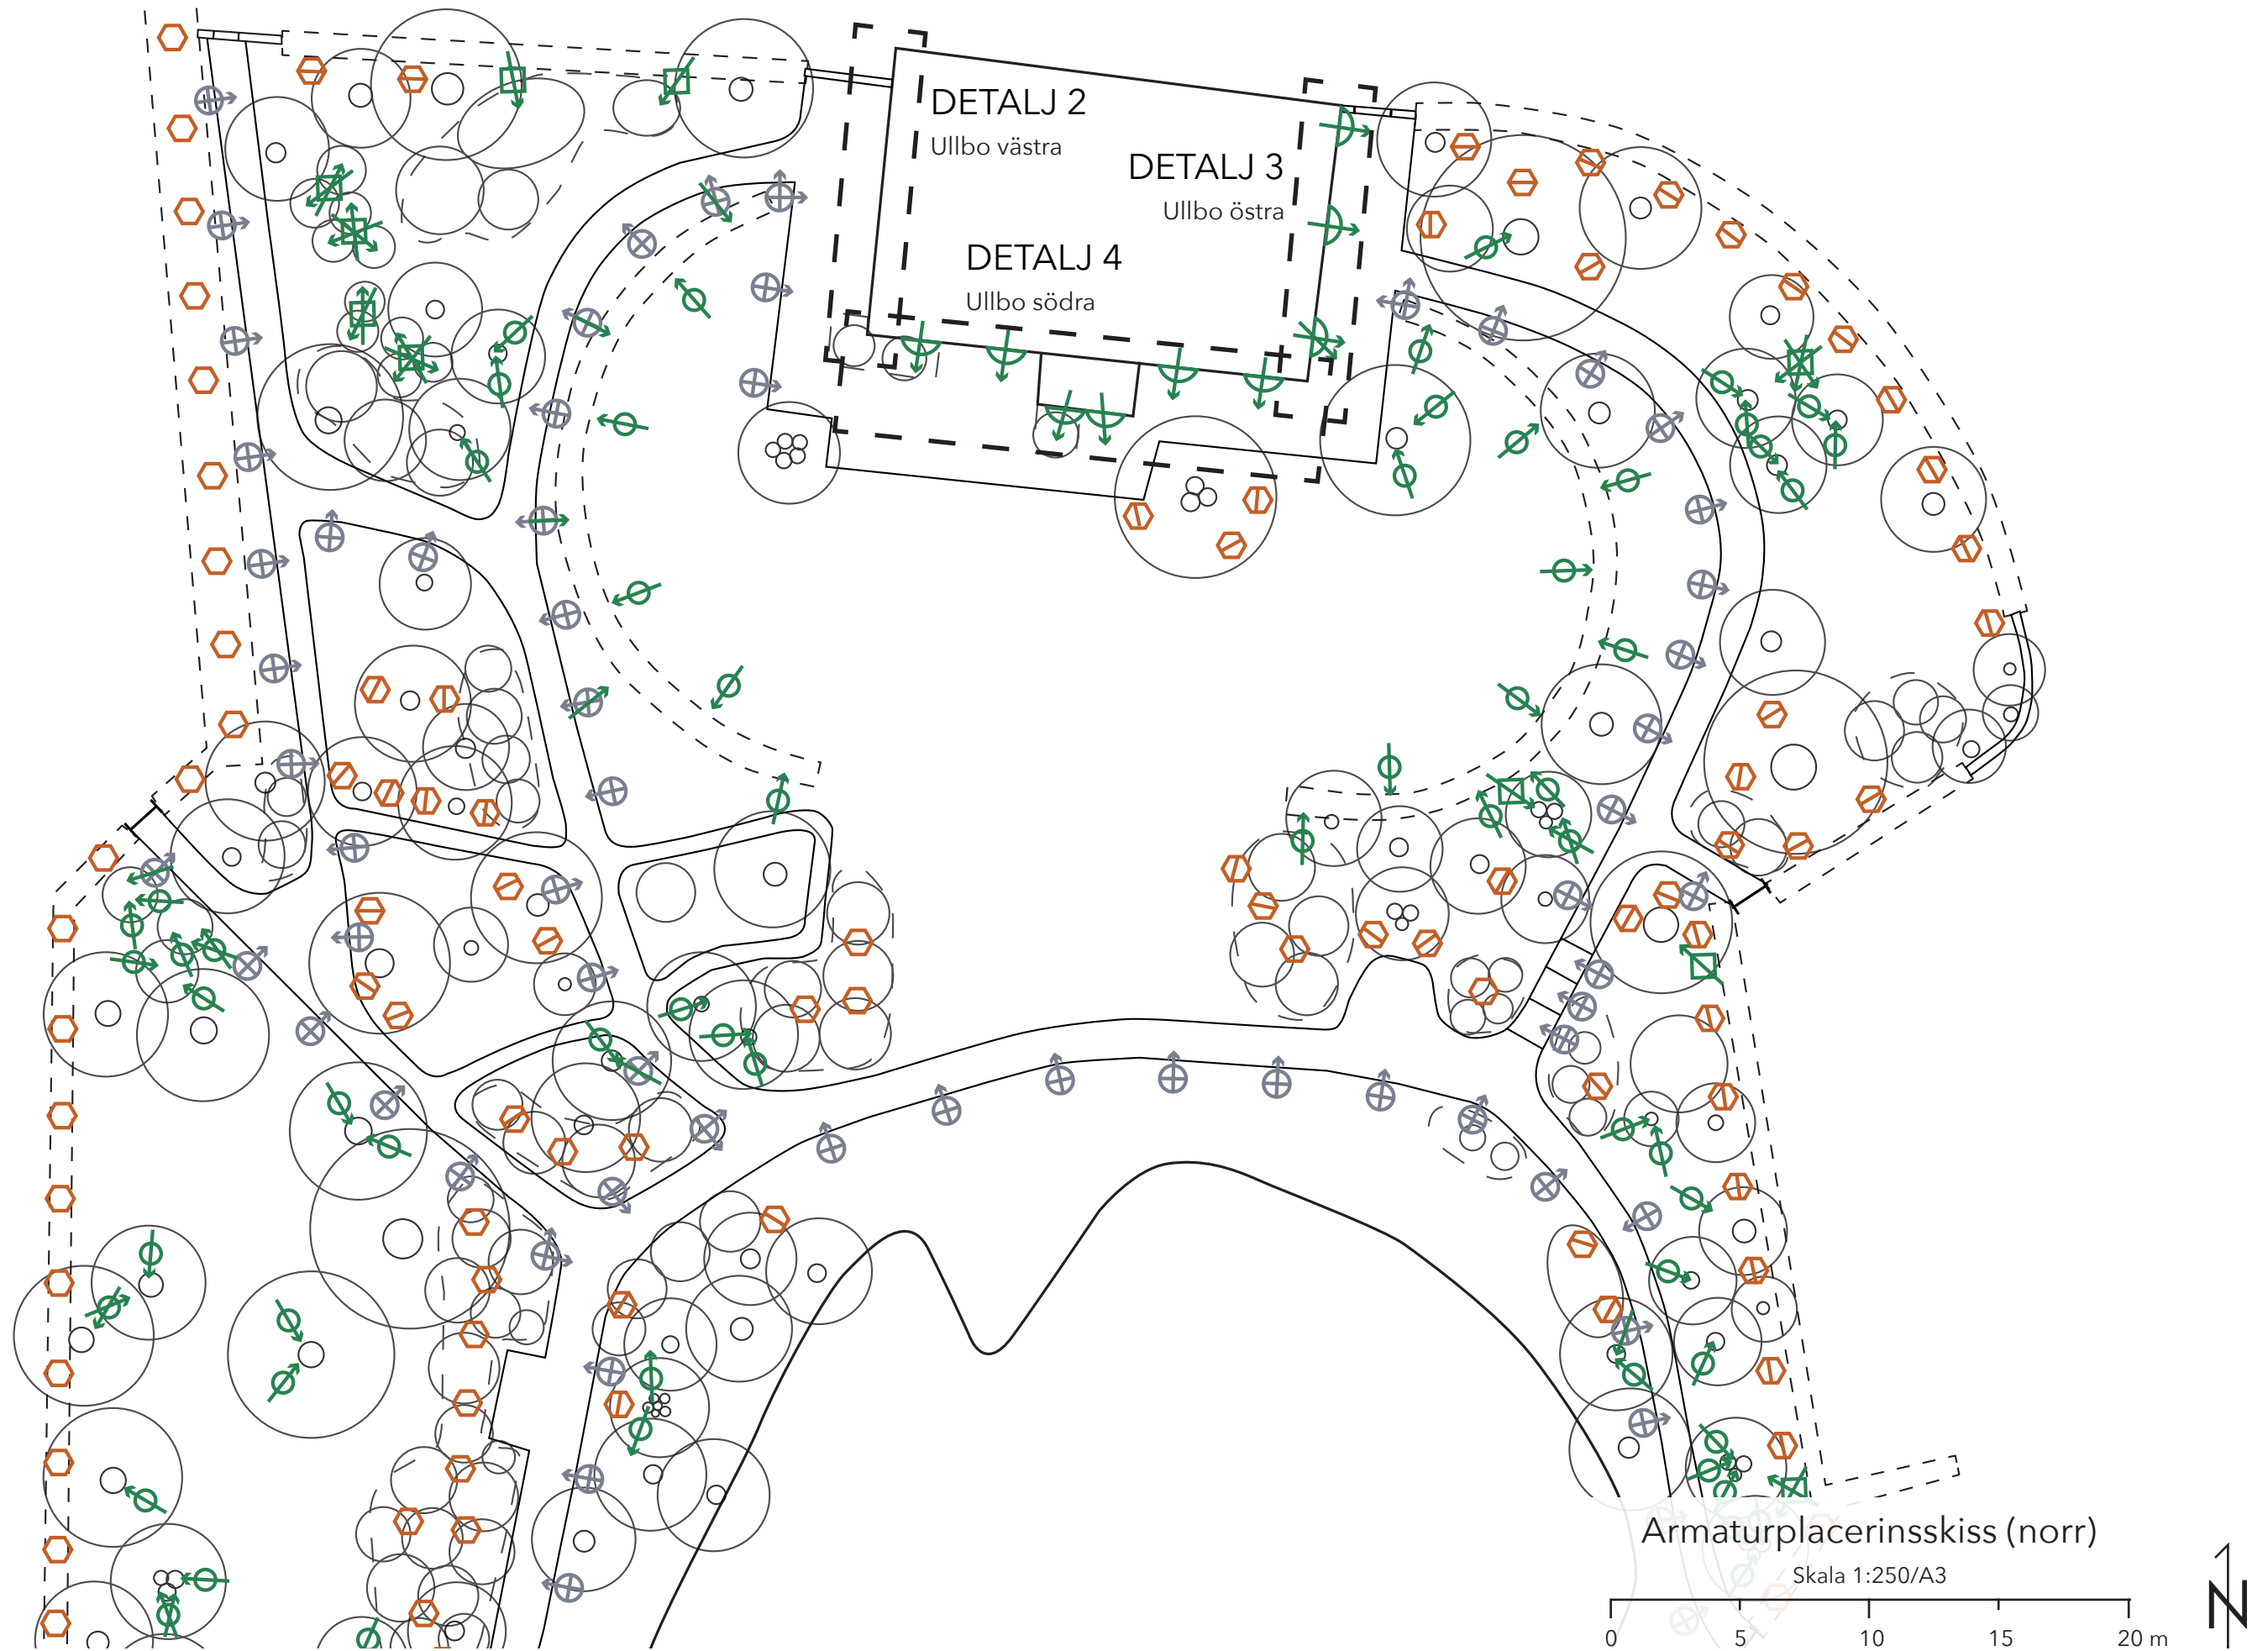 DETALJ 2
Ullbo västra
DETALJ 3
Ullbo östra
DETALJ 4
Ullbo södra
Armaturplacerinsskiss (norr)
Skala 1:250/A3
0 5 10 15 20 m
N